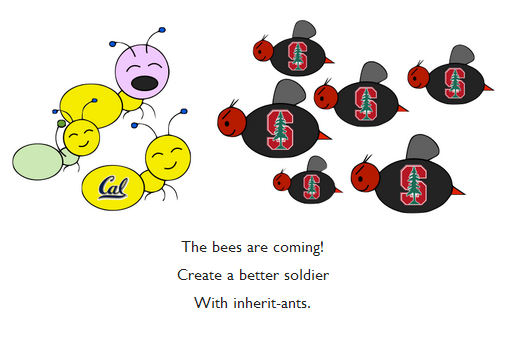 Cal
S
S
S
S
S
S
The bees are coming!
Create a better soldier
With inherit-ants.